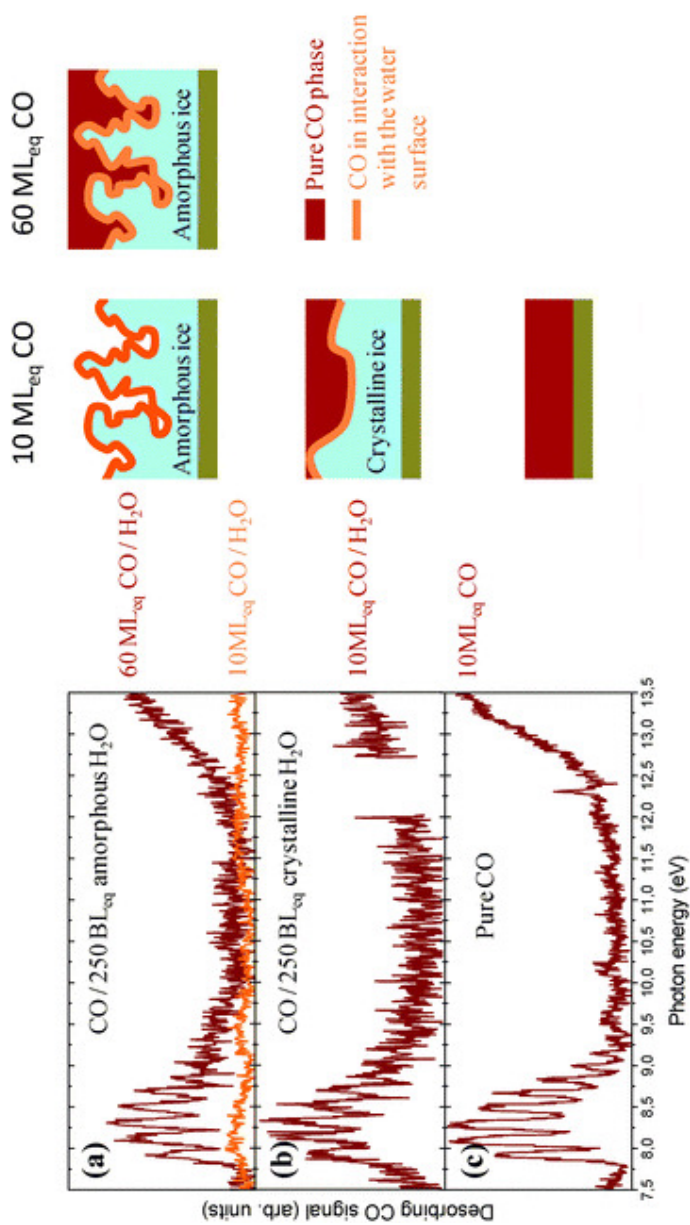 (a)
CO / 250 BLeq amorphous H2O
60 MLeq CO / H2O
10MLeq CO / H2O
(b)
CO / 250 BLeq crystalline H2O
10MLeq CO / H2O
(c)
Pure CO
10MLeq CO
Desorbing CO signal (arb. units)
7,5 8,0 8,5 9,0 9,5 10,0 10,5 11,0 11,5 12,0 12,5 13,0 13,5
Photon energy (eV)
10 MLeq CO
60 MLeq CO
Amorphous ice
Amorphous ice
Crystalline ice
Pure CO phase
CO in interaction
with the water
surface